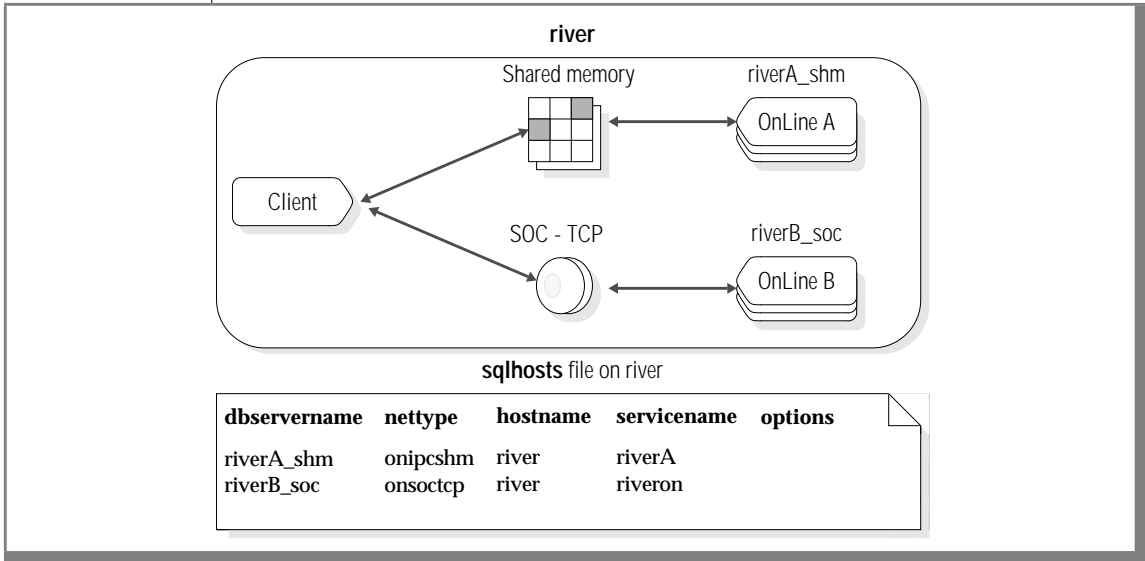 river
Shared memory
riverA_shm
OnLine A
Client
SOC - TCP
riverB_soc
OnLine B
sqlhosts file on river
dbservername nettype hostname servicename options
riverA_shm onipcshm river riverA
riverB_soc onsoctcp river riveron